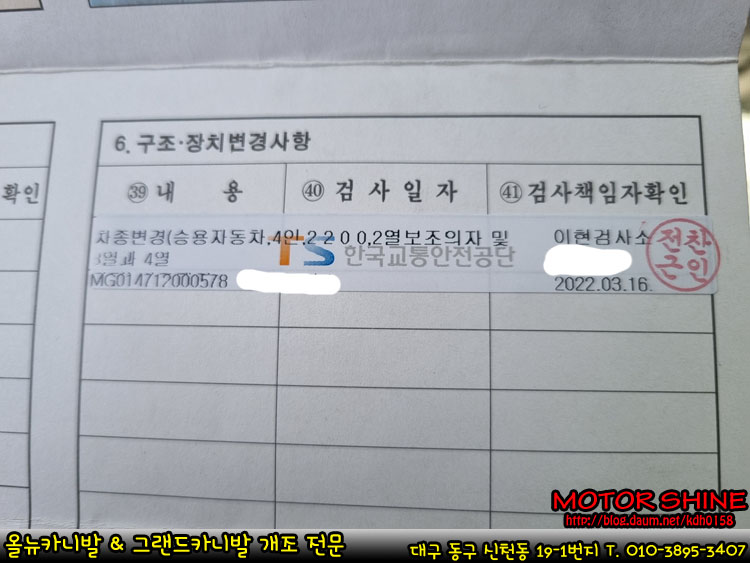 6. 구조·장치변경사항
확인
㊴ 내 용
㊵ 검 사 일 자
㊶ 검사책임자확인
차종변경(승용자동차,4인,2 2 0 0,2열보조의자 및
이현검사소
3열과 4열
TS 한국교통안전공단
전찬
근인
MG014712000578
2022.03.16.
MOTOR SHINE
http://blog.daum.net/kdh0158
올뉴카니발 & 그랜드카니발 개조 전문
대구 동구 신천동 19-1번지 T. 010-3895-3407